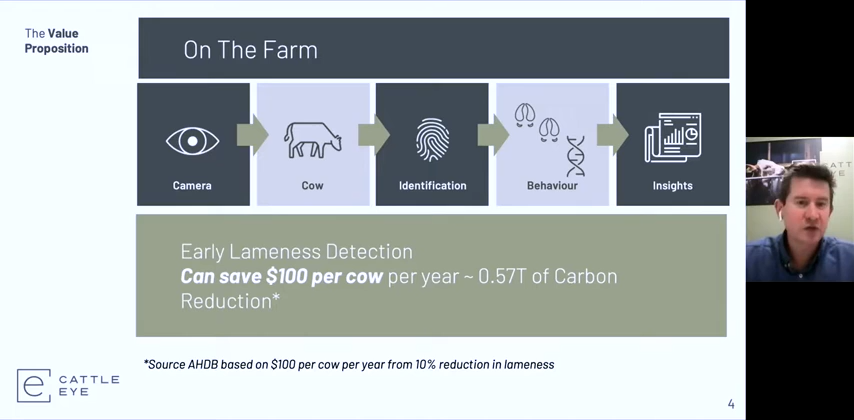 The Value
Proposition
On The Farm
Camera
Cow
Identification
Behaviour
Insights
Early Lameness Detection
Can save $100 per cow per year ~ 0.57T of Carbon
Reduction*
*Source AHDB based on $100 per cow per year from 10% reduction in lameness
CATTLE
EYE
4
CATT
EYE